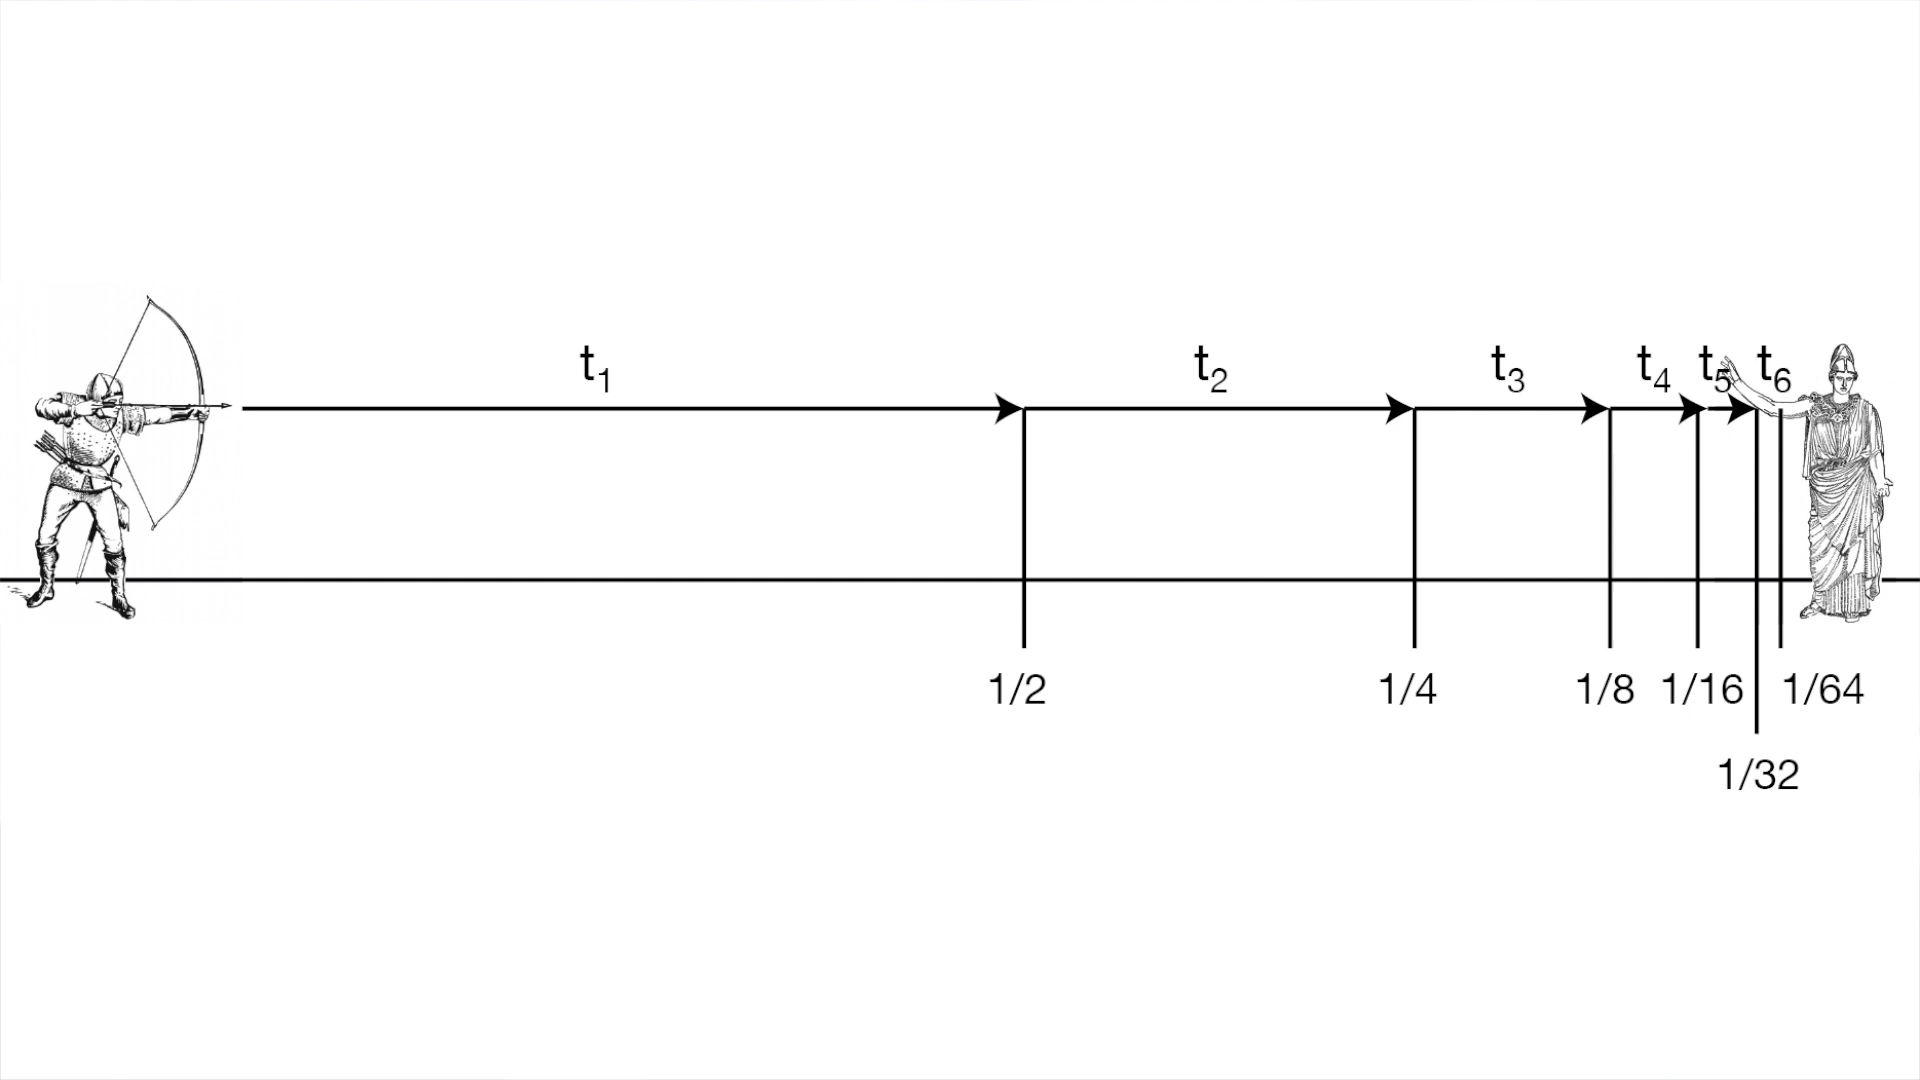 t₁ t₂ t₃ t₄ t₅ t₆
1/2 1/4 1/8 1/16 1/64
1/32